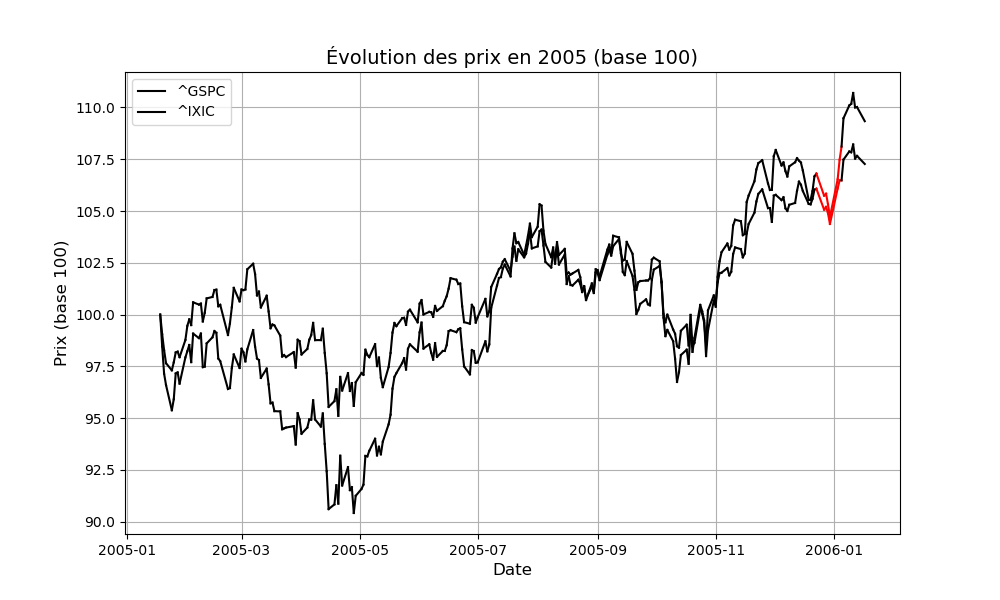 Évolution des prix en 2005 (base 100)
^GSPC
^IXIC
110.0
107.5
105.0
102.5
100.0
97.5
95.0
92.5
90.0
Prix (base 100)
2005-01 2005-03 2005-05 2005-07 2005-09 2005-11 2006-01
Date